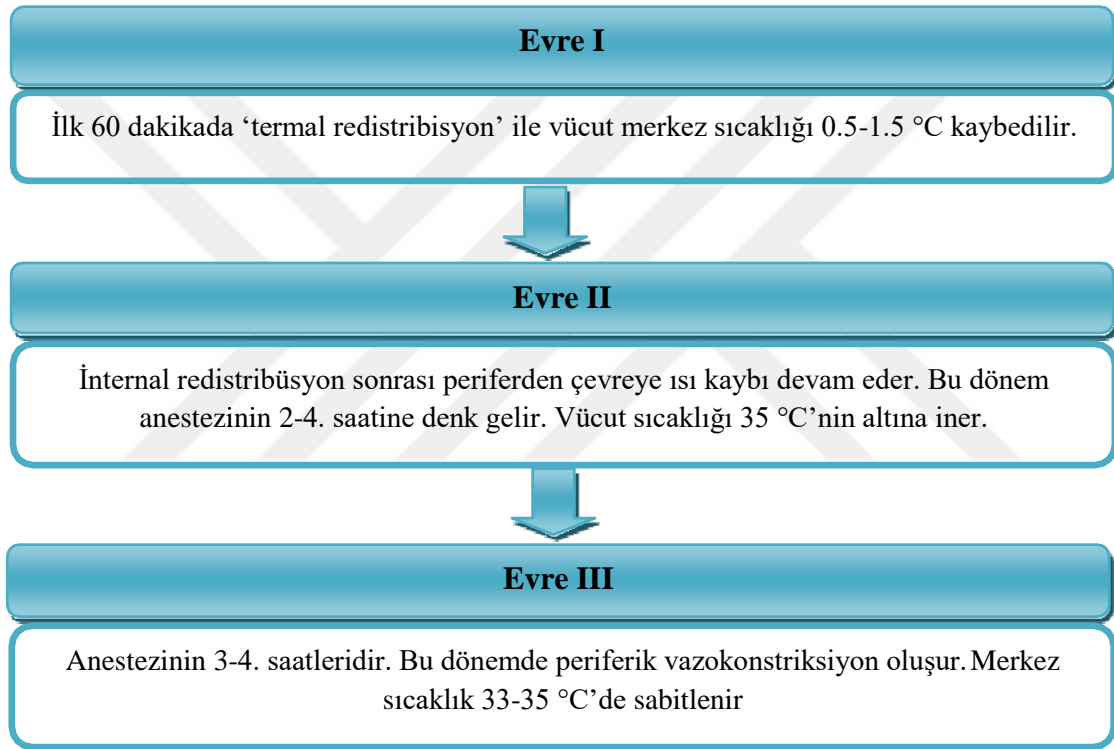 Evre I
İlk 60 dakikada ‘termal redistribisyon’ ile vücut merkez sıcaklığı 0.5-1.5 °C kaybedilir.
Evre II
İnternal redistribüsyon sonrası periferden çevreye ısı kaybı devam eder. Bu dönem
anestezinin 2-4. saatine denk gelir. Vücut sıcaklığı 35 °C’nin altına iner.
Evre III
Anestezinin 3-4. saatleridir. Bu dönemde periferik vazokonstriksiyon oluşur. Merkez
sıcaklık 33-35 °C’de sabitlenir